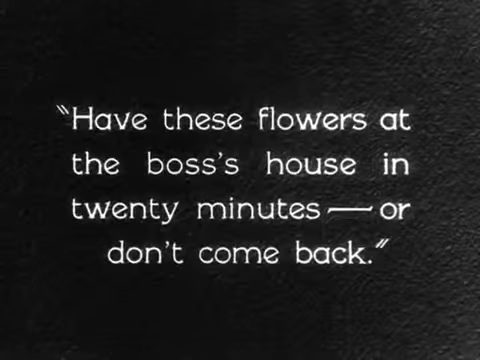 "Have these flowers at
the boss's house in
twenty minutes — or
don't come back."